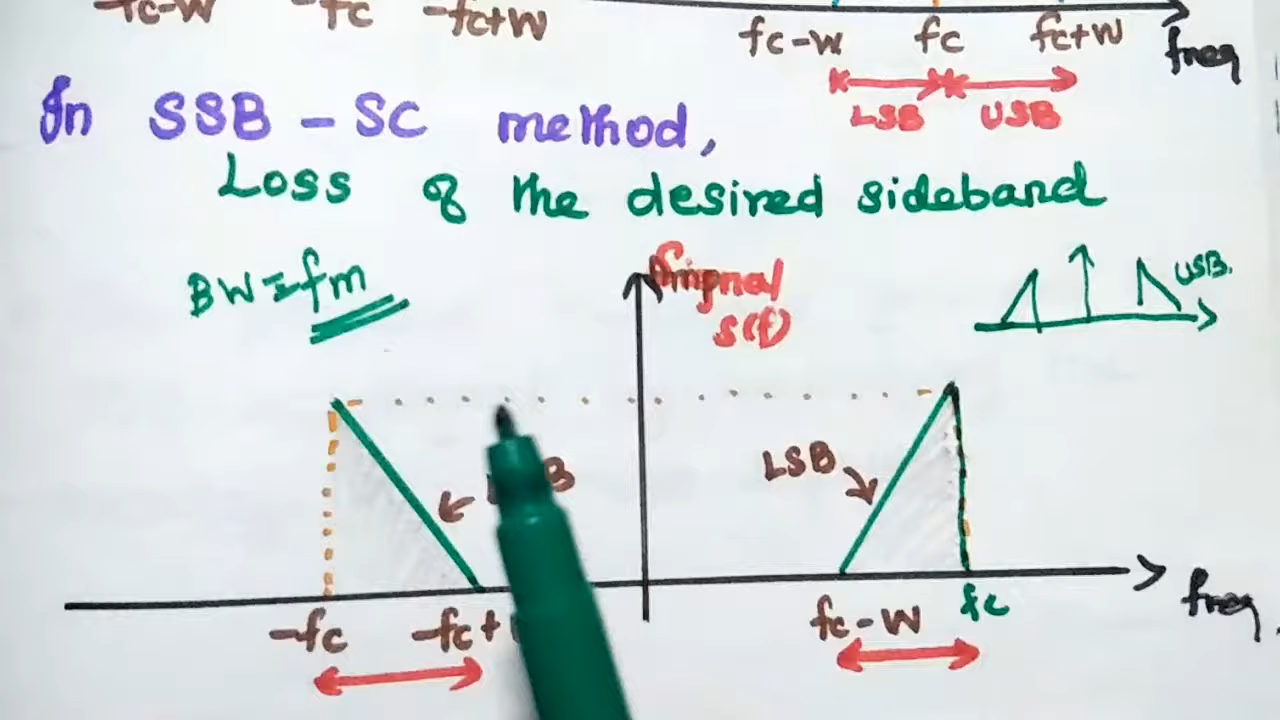 -fc-W -fc -fc+W
fc-W fc fc+W
freq
LSB USB
In SSB-SC method,
Loss of the desired sideband
BW=fm
Signal
S(f)
USB.
LSB
-fc -fc+
fc-W fc
freq.